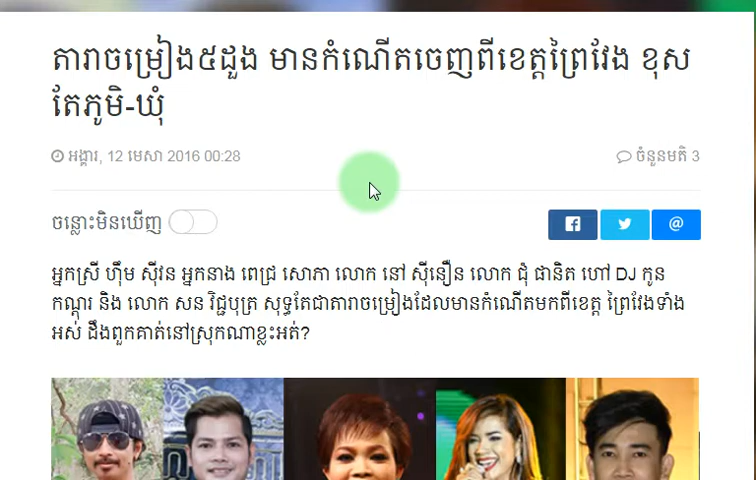 តារាចម្រៀង៥ដួង មានកំណើតចេញពីខេត្តព្រៃវែង ខុស
តែភូមិ-ឃុំ
អង្គារ, 12 មេសា 2016 00:28
ចំនួនមតិ 3
ចន្លោះមិនឃើញ
@
អ្នកស្រី ហ៊ឹម ស៊ីវន អ្នកនាង ពេជ្រ សោភា លោក នៅ ស៊ីនឿន លោក ជុំ ផានិត ហៅ DJ កូន
កណ្ដុរ និង លោក សន វិជ្ជបុត្រ សុទ្ធតែជាតារាចម្រៀងដែលមានកំណើតមកពីខេត្ត ព្រៃវែងទាំង
អស់ ដឹងពួកគាត់នៅស្រុកណាខ្លះអត់?